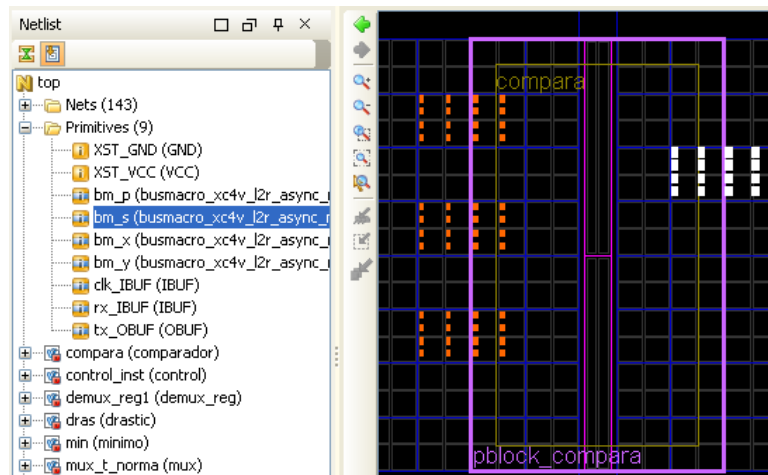 Netlist
top
Nets (143)
Primitives (9)
XST_GND (GND)
XST_VCC (VCC)
bm_p (busmacro_xc4v_l2r_async_
bm_s (busmacro_xc4v_l2r_async_
bm_x (busmacro_xc4v_l2r_async_
bm_y (busmacro_xc4v_l2r_async_
clk_IBUF (IBUF)
rx_IBUF (IBUF)
tx_OBUF (OBUF)
compara (comparador)
control_inst (control)
demux_reg1 (demux_reg)
dras (drastic)
min (minimo)
mux_t_norma (mux)
compara
pblock_compara